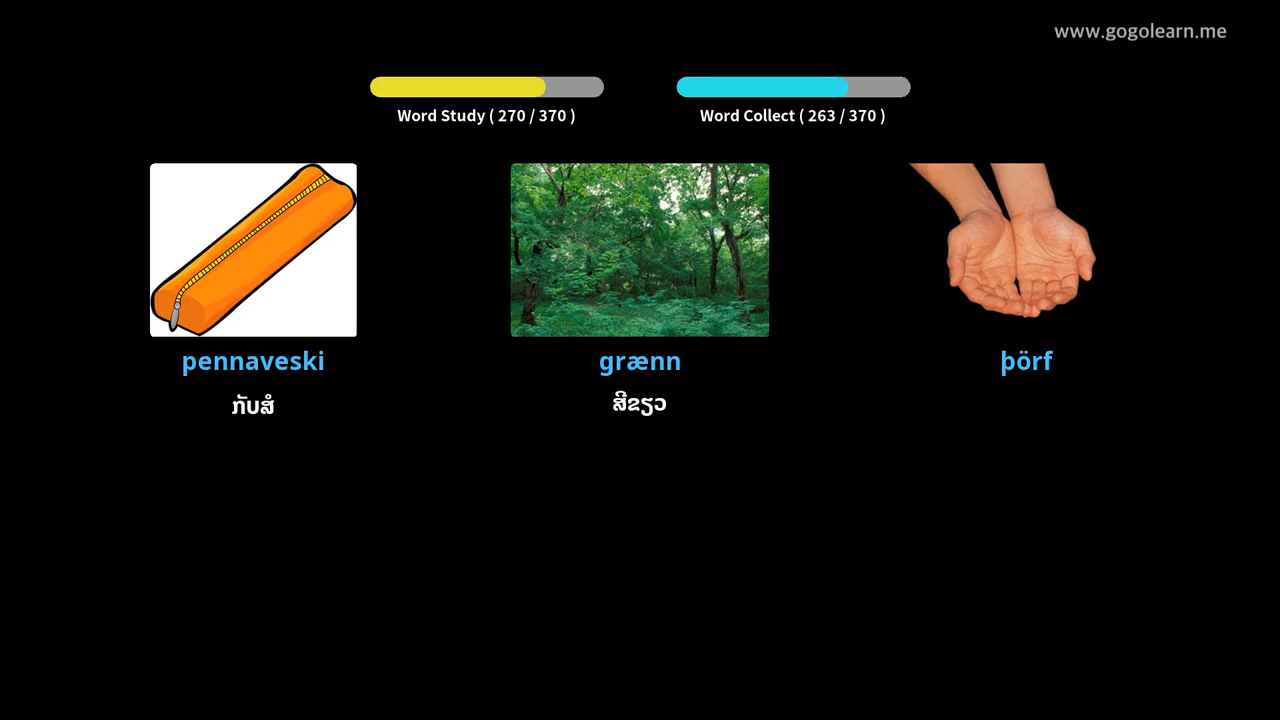 www.gogolearn.me
Word Study ( 270 / 370 )
Word Collect ( 263 / 370 )
pennaveski
grænn
þörf
ກັບສໍ
ສີຂຽວ